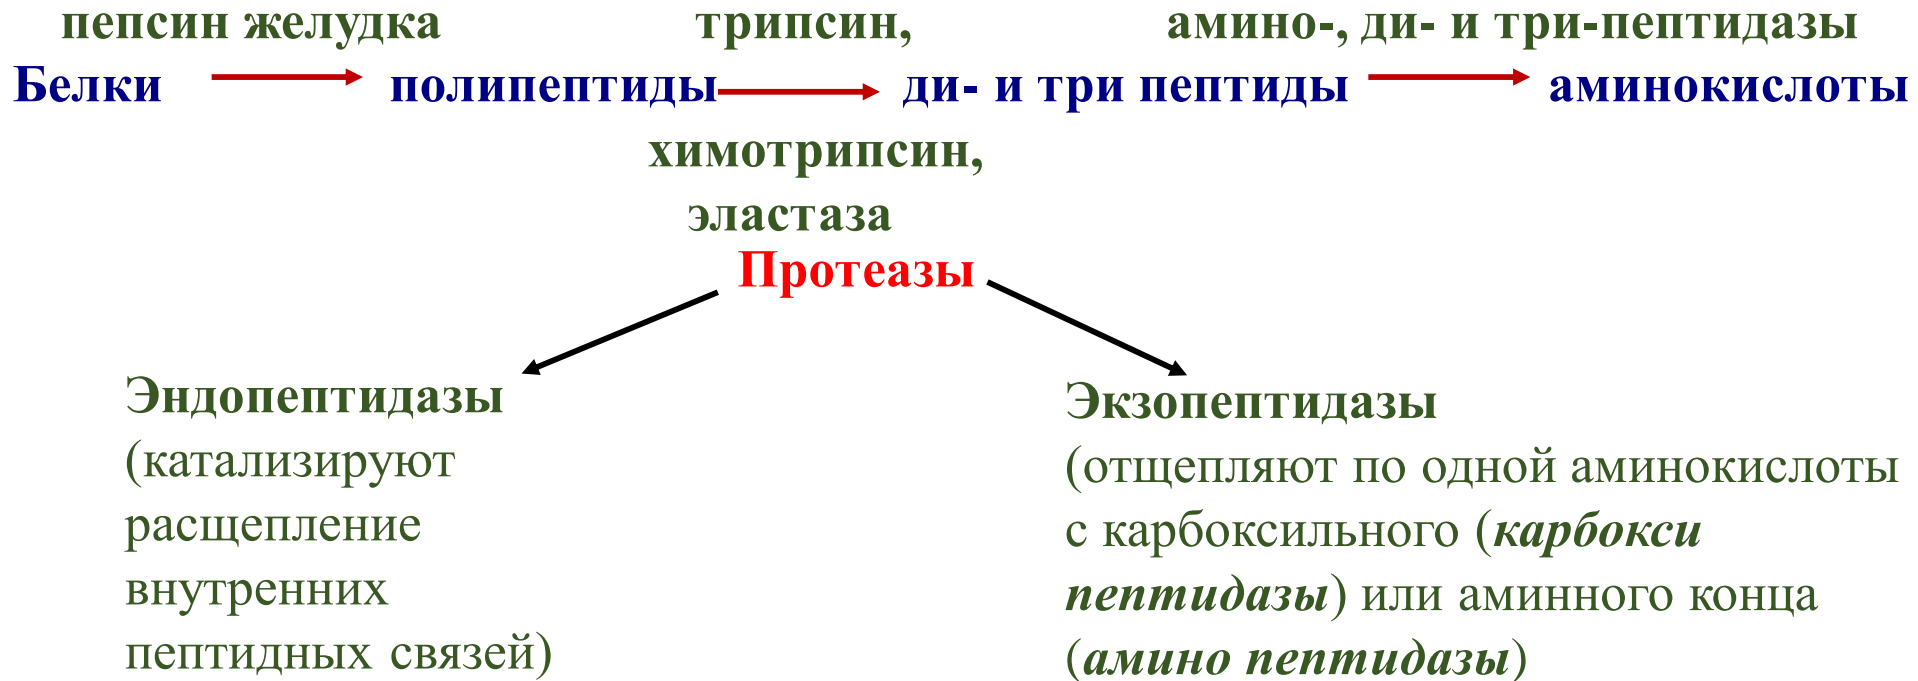 пепсин желудка трипсин, амино-, ди- и три-пептидазы
Белки полипептиды ди- и три пептиды аминокислоты
химотрипсин,
эластаза
Протеазы
Эндопептидазы
(катализируют
расщепление
внутренних
пептидных связей)
Экзопептидазы
(отщепляют по одной аминокислоты
с карбоксильного (карбокси
пептидазы) или аминного конца
(амино пептидазы)